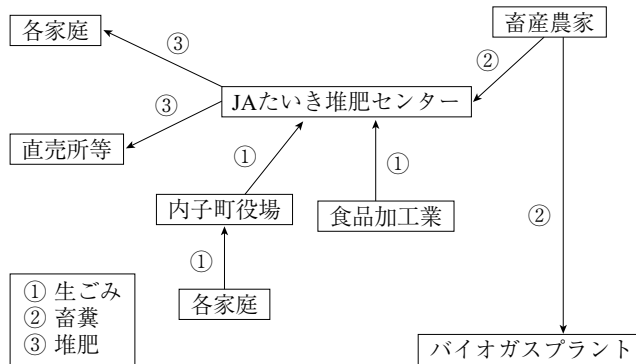 各家庭
畜産農家
③
②
JAたいき堆肥センター
③
直売所等
①
①
内子町役場
食品加工業
②
①
各家庭
① 生ごみ
② 畜糞
③ 堆肥
バイオガスプラント